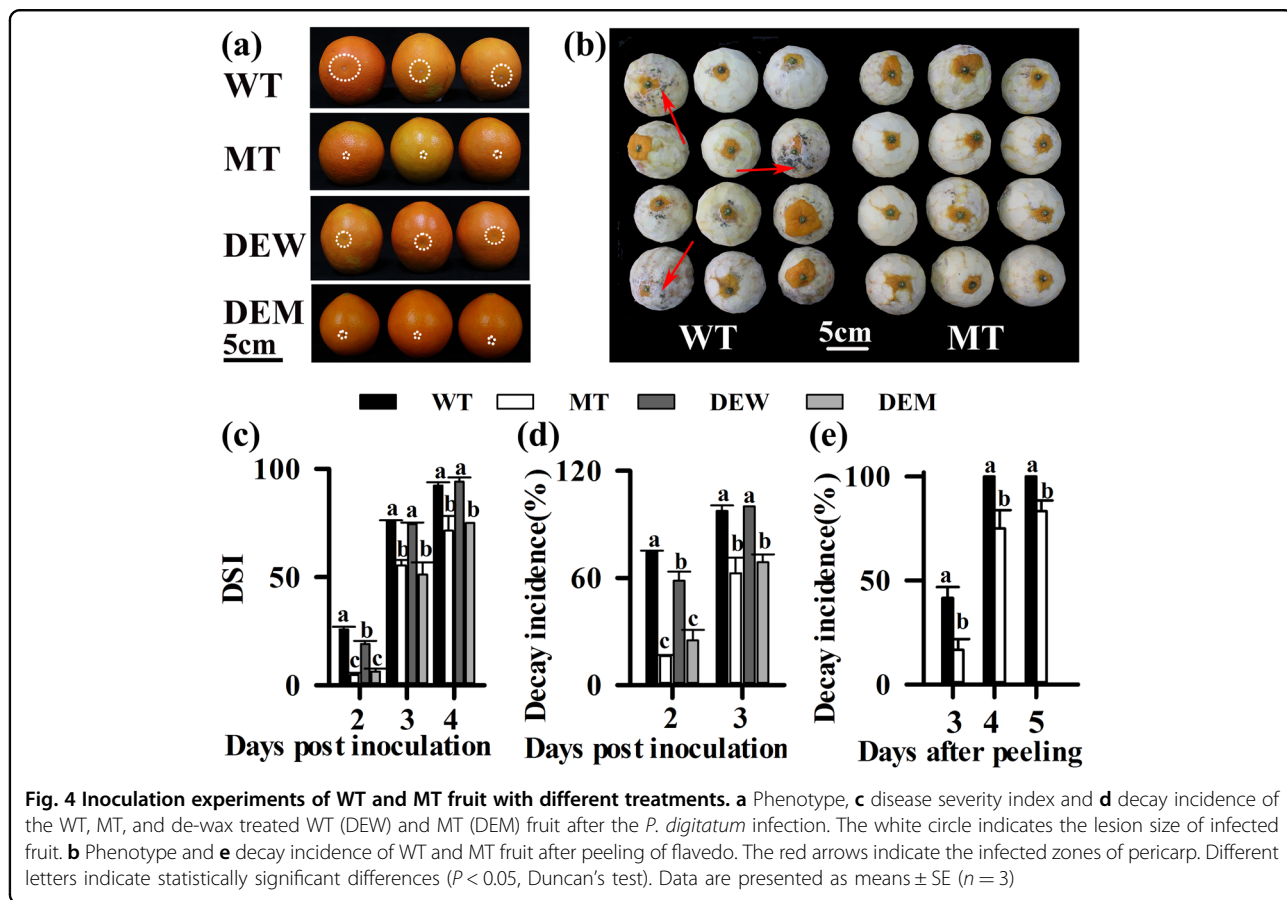 (a)
WT
MT
DEW
DEM
5cm
(b)
WT 5cm MT
WT MT DEW DEM
(c)
DSI
100
50
0
a b c c
a a b b
a a b b
2 3 4
Days post inoculation
(d)
Decay incidence(%)
120
60
0
a b c c
a a b b
2 3
Days post inoculation
(e)
Decay incidence(%)
100
50
0
a b
a b
a b
3 4 5
Days after peeling
Fig. 4 Inoculation experiments of WT and MT fruit with different treatments. a Phenotype, c disease severity index and d decay incidence of
the WT, MT, and de-wax treated WT (DEW) and MT (DEM) fruit after the P. digitatum infection. The white circle indicates the lesion size of infected
fruit. b Phenotype and e decay incidence of WT and MT fruit after peeling of flavedo. The red arrows indicate the infected zones of pericarp. Different
letters indicate statistically significant differences (P < 0.05, Duncan's test). Data are presented as means ± SE (n = 3)